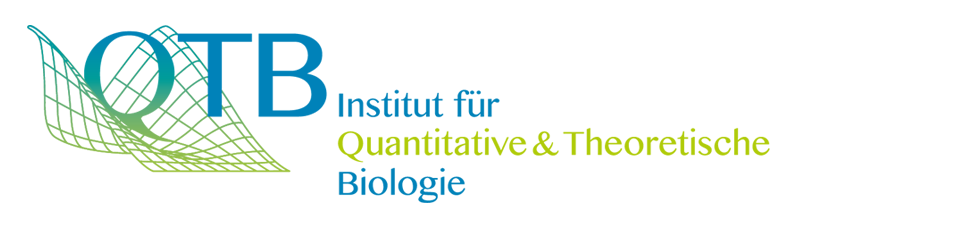 QTB
Institut für
Quantitative & Theoretische
Biologie